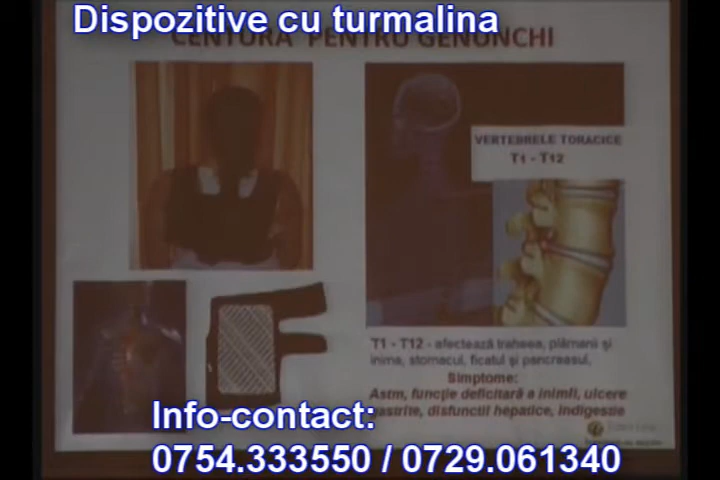 Dispozitive cu turmalina
CENTURA PENTRU GENUNCHI
VERTEBRELE TORACICE
T1 - T12
T1 - T12 - afectează traheea, plămânii și
inima, stomacul, ficatul și pancreasul,
Simptome:
Astm, funcție deficitară a inimii, ulcere
gastrite, disfuncții hepatice, indigestie
Info-contact:
0754.333550 / 0729.061340